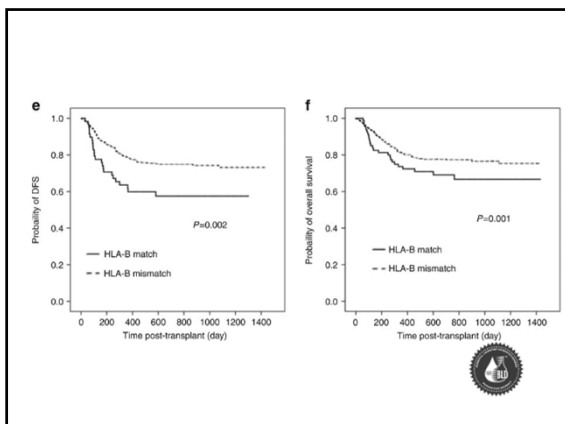 e
1.0
0.8
0.6
0.4
0.2
0.0
Probaility of DFS
P=0.002
HLA-B match
HLA-B mismatch
0 200 400 600 800 1000 1200 1400
Time post-transplant (day)
f
1.0
0.8
0.6
0.4
0.2
0.0
Probaility of overall survival
P=0.001
HLA-B match
HLA-B mismatch
0 200 400 600 800 1000 1200 1400
Time post-transplant (day)